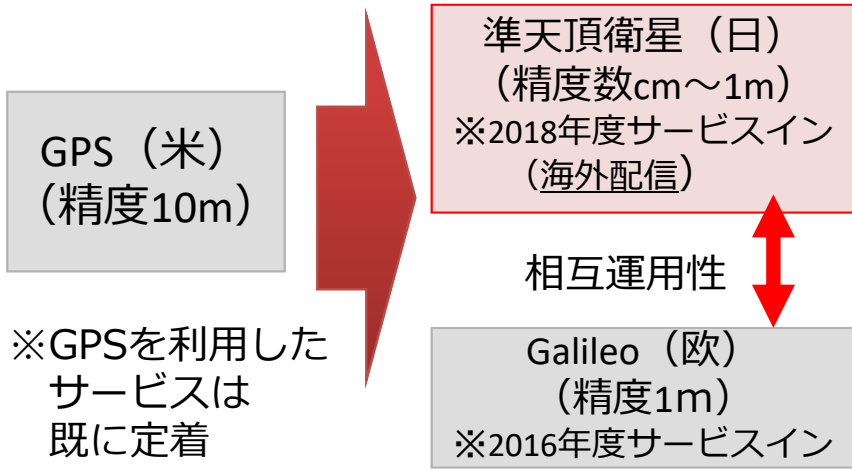 GPS（米）
（精度10m）
※GPSを利用した
サービスは
既に定着
準天頂衛星（日）
（精度数cm～1m）
※2018年度サービスイン
（海外配信）
相互運用性
Galileo（欧）
（精度1m）
※2016年度サービスイン